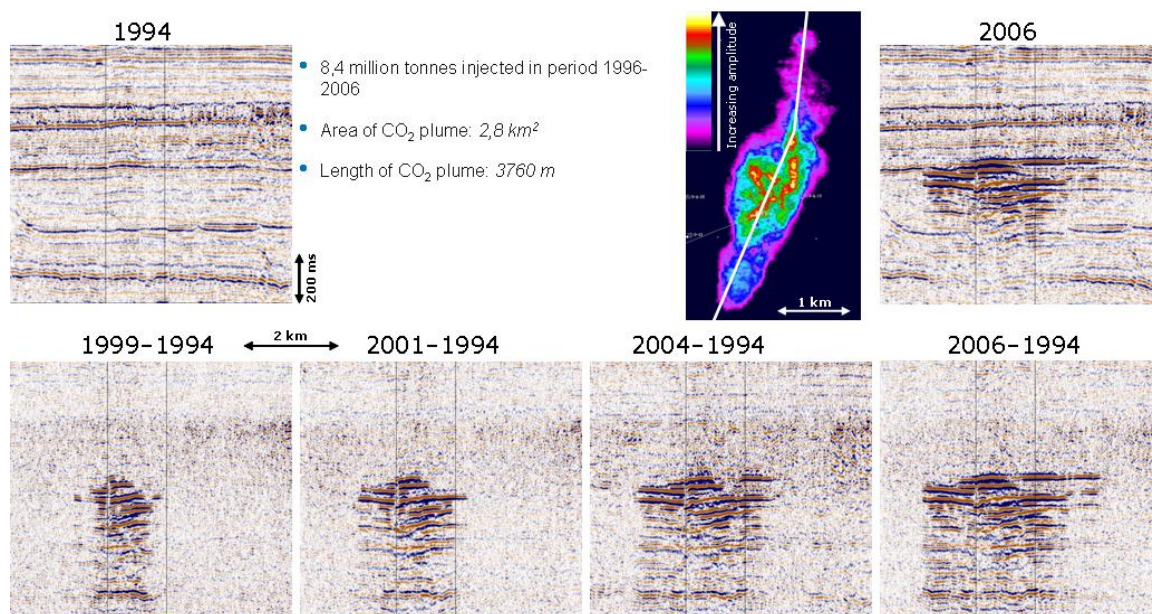 1994
• 8,4 million tonnes injected in period 1996-
2006
• Area of CO₂ plume: 2,8 km²
• Length of CO₂ plume: 3760 m
Increasing amplitude
1 km
2006
200 ms
1999-1994
2 km
2001-1994
2004-1994
2006-1994